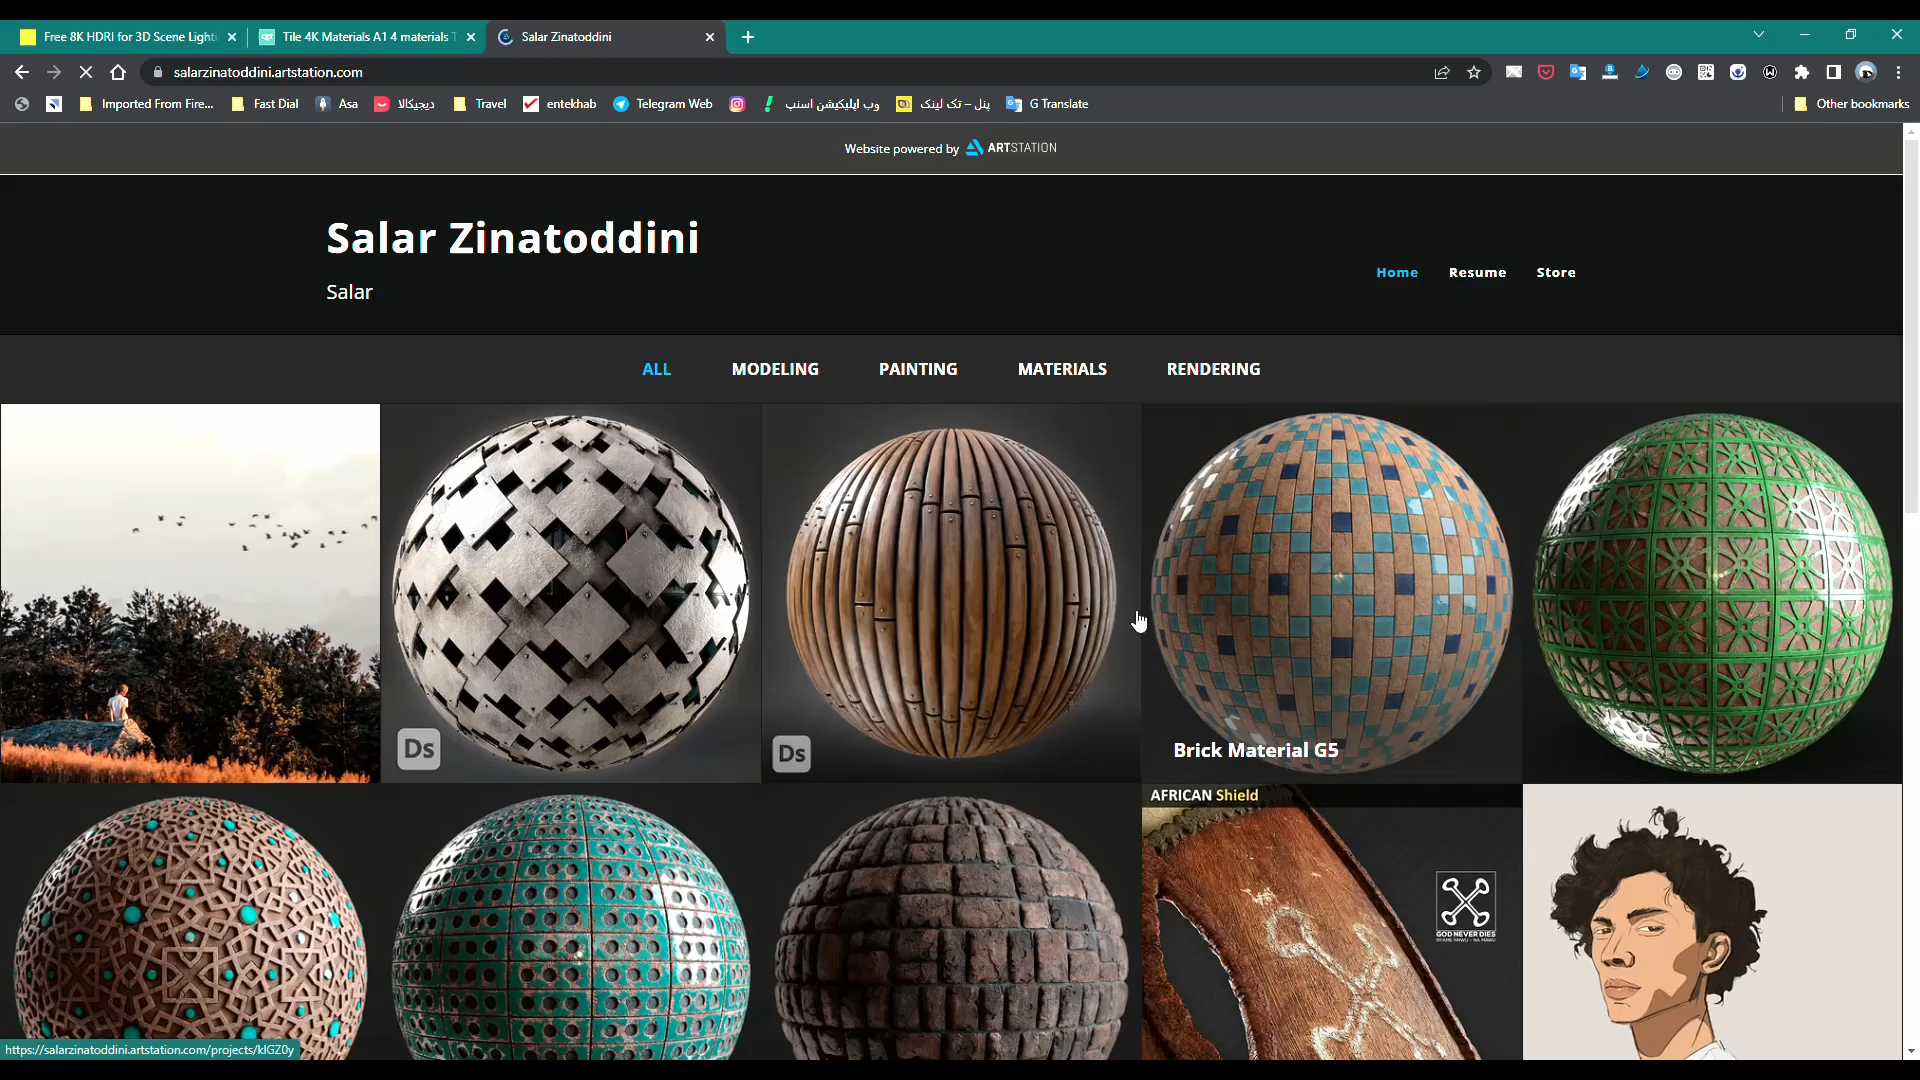 Free 8K HDRI for 3D Scene Lighti
Tile 4K Materials A1 4 materials T
Salar Zinatoddini
salarzinatoddini.artstation.com
Imported From Fire...
Fast Dial
Asa
دیجیکالا
Travel
entekhab
Telegram Web
وب اپلیکیشن اسنپ
پنل – تک لینک
G Translate
Other bookmarks
Website powered by ARTSTATION
Salar Zinatoddini
Salar
Home
Resume
Store
ALL
MODELING
PAINTING
MATERIALS
RENDERING
Ds
Ds
Brick Material G5
AFRICAN Shield
GOD NEVER DIES
https://salarzinatoddini.artstation.com/projects/klGZ0y